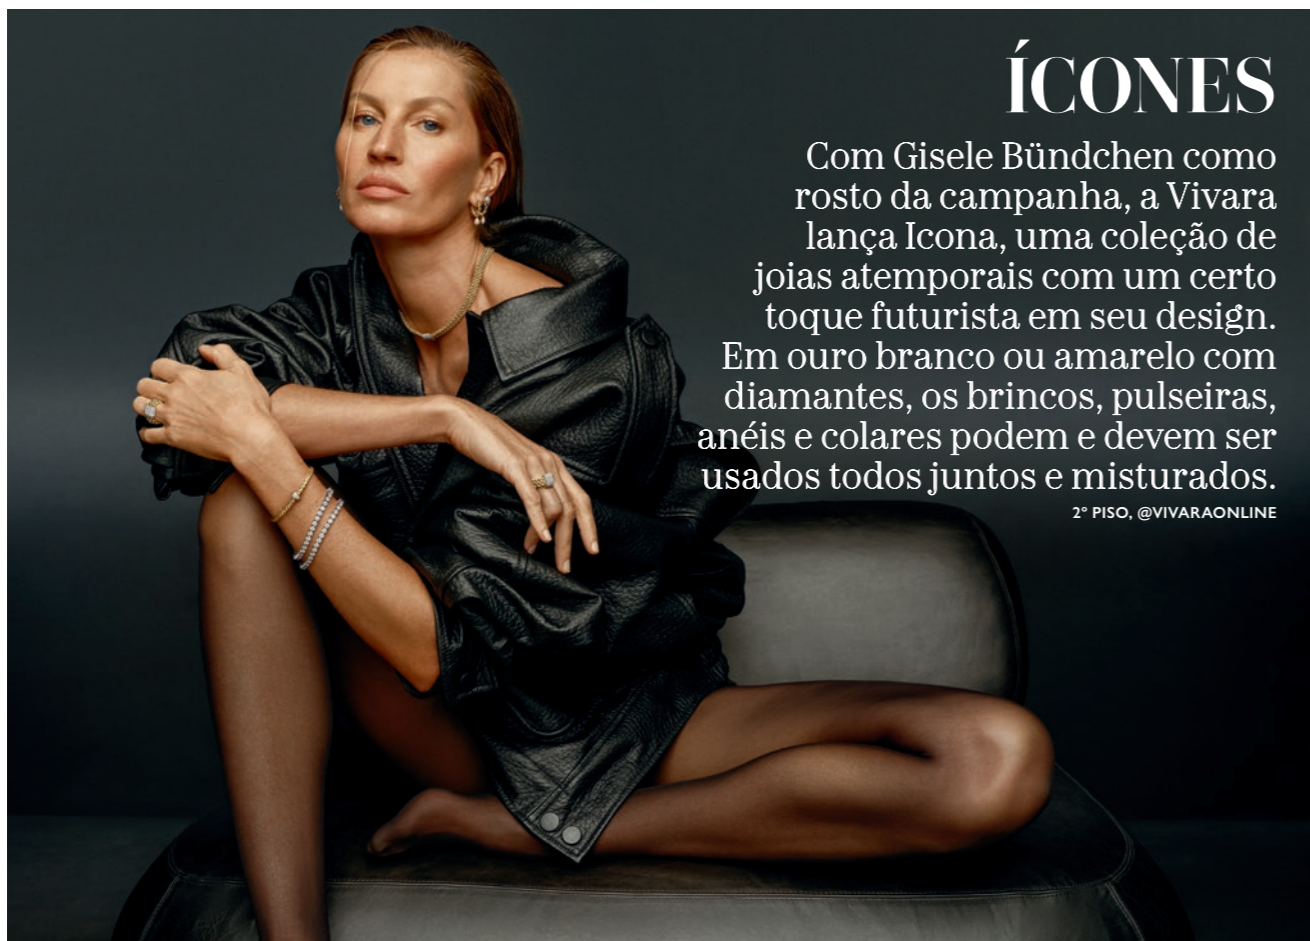 ÍCONES
Com Gisele Bündchen como
rosto da campanha, a Vivara
lança Icona, uma coleção de
joias atemporais com um certo
toque futurista em seu design.
Em ouro branco ou amarelo com
diamantes, os brincos, pulseiras,
anéis e colares podem e devem ser
usados todos juntos e misturados.
2º PISO, @VIVARAONLINE